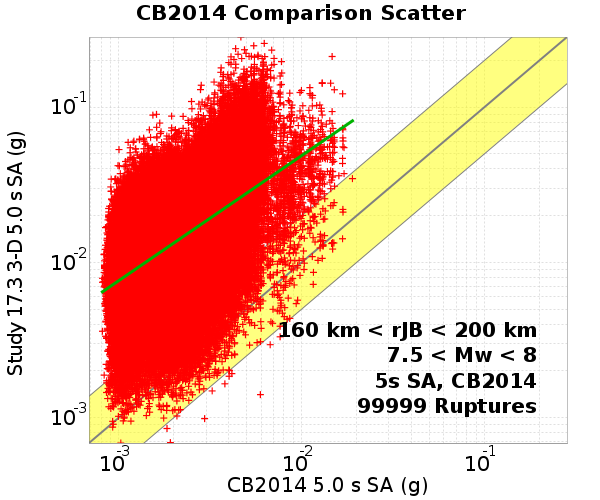 CB2014 Comparison Scatter
Study 17.3 3-D 5.0 s SA (g)
10-1
10-2
10-3
160 km < rJB < 200 km
7.5 < Mw < 8
5s SA, CB2014
99999 Ruptures
10-3 10-2 10-1
CB2014 5.0 s SA (g)